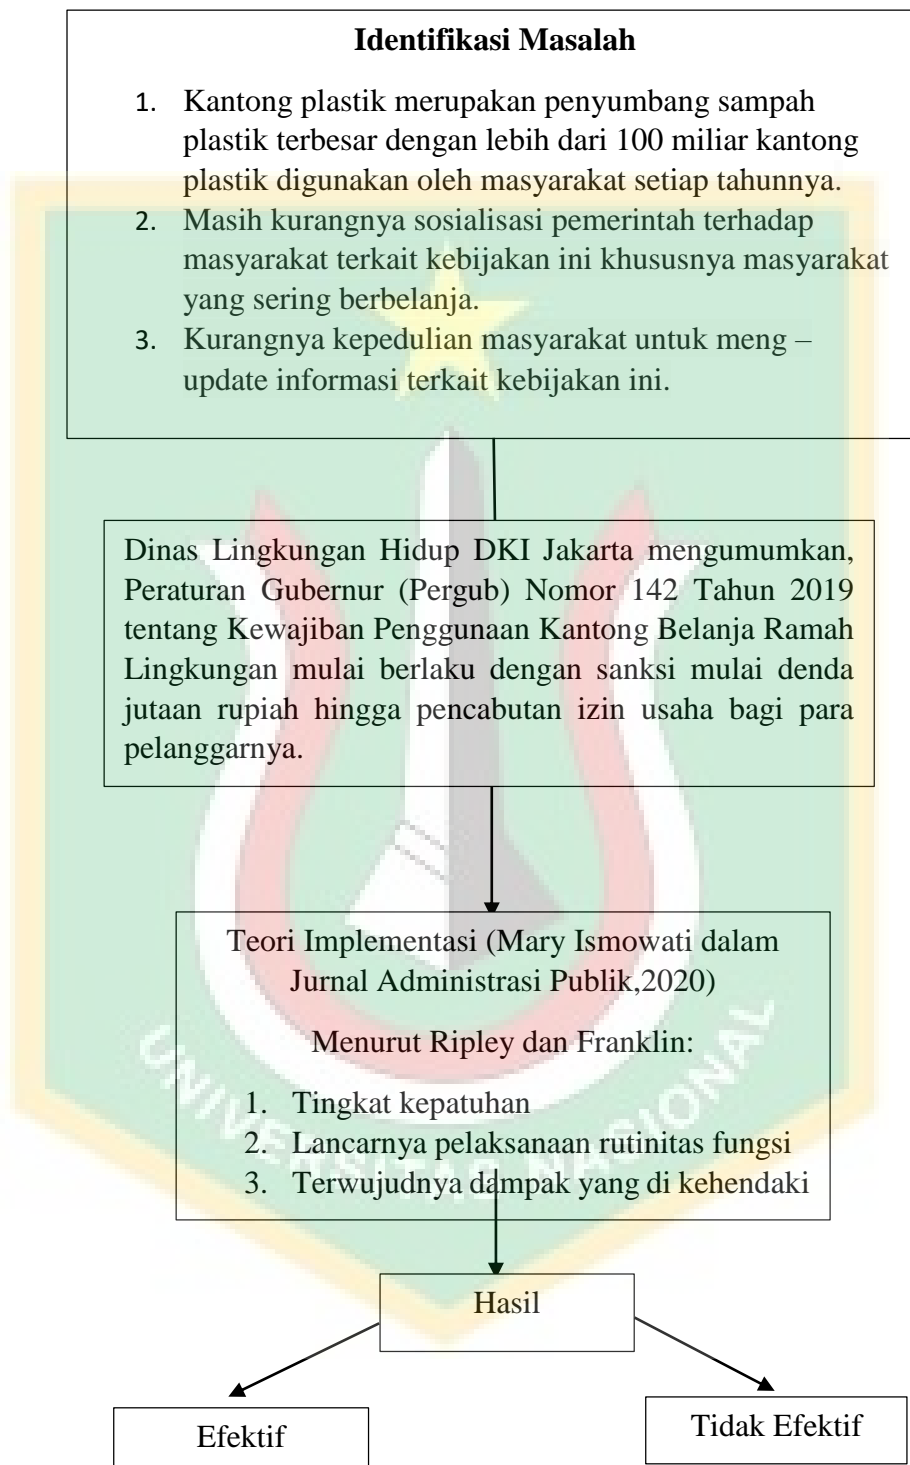 Identifikasi Masalah
1. Kantong plastik merupakan penyumbang sampah
plastik terbesar dengan lebih dari 100 miliar kantong
plastik digunakan oleh masyarakat setiap tahunnya.
2. Masih kurangnya sosialisasi pemerintah terhadap
masyarakat terkait kebijakan ini khususnya masyarakat
yang sering berbelanja.
3. Kurangnya kepedulian masyarakat untuk meng –
update informasi terkait kebijakan ini.
Dinas Lingkungan Hidup DKI Jakarta mengumumkan,
Peraturan Gubernur (Pergub) Nomor 142 Tahun 2019
tentang Kewajiban Penggunaan Kantong Belanja Ramah
Lingkungan mulai berlaku dengan sanksi mulai denda
jutaan rupiah hingga pencabutan izin usaha bagi para
pelanggarnya.
Teori Implementasi (Mary Ismowati dalam
Jurnal Administrasi Publik,2020)
Menurut Ripley dan Franklin:
1. Tingkat kepatuhan
2. Lancarnya pelaksanaan rutinitas fungsi
3. Terwujudnya dampak yang di kehendaki
UNIVERSITAS NASIONAL
Hasil
Efektif
Tidak Efektif